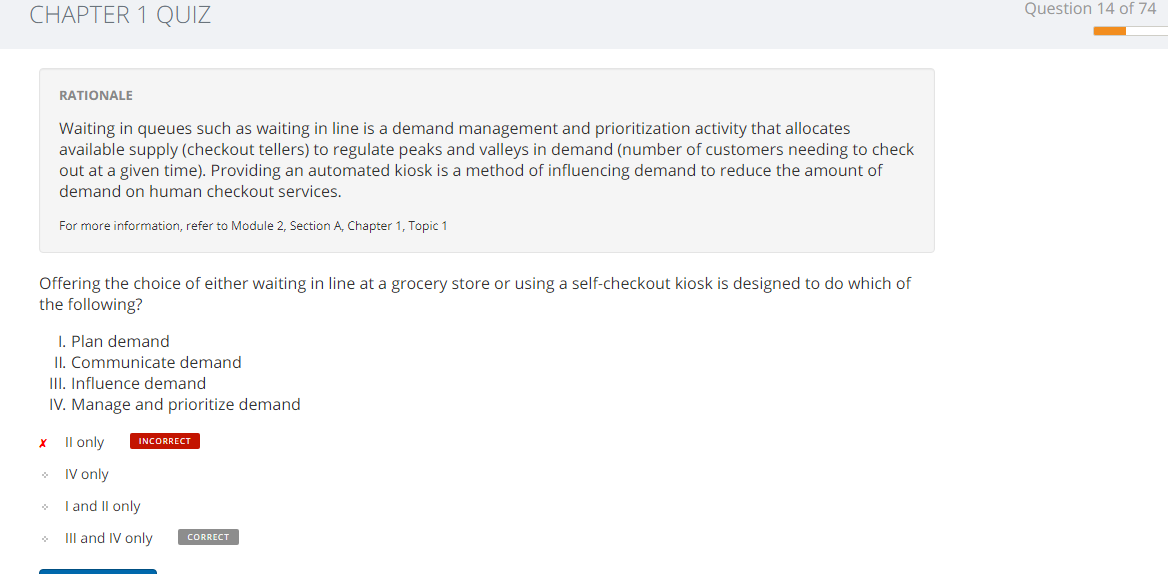 CHAPTER 1 QUIZ
Question 14 of 74
RATIONALE
Waiting in queues such as waiting in line is a demand management and prioritization activity that allocates
available supply (checkout tellers) to regulate peaks and valleys in demand (number of customers needing to check
out at a given time). Providing an automated kiosk is a method of influencing demand to reduce the amount of
demand on human checkout services.
For more information, refer to Module 2, Section A, Chapter 1, Topic 1
Offering the choice of either waiting in line at a grocery store or using a self-checkout kiosk is designed to do which of
the following?
I. Plan demand
II. Communicate demand
III. Influence demand
IV. Manage and prioritize demand
✗ II only INCORRECT
IV only
I and II only
III and IV only CORRECT